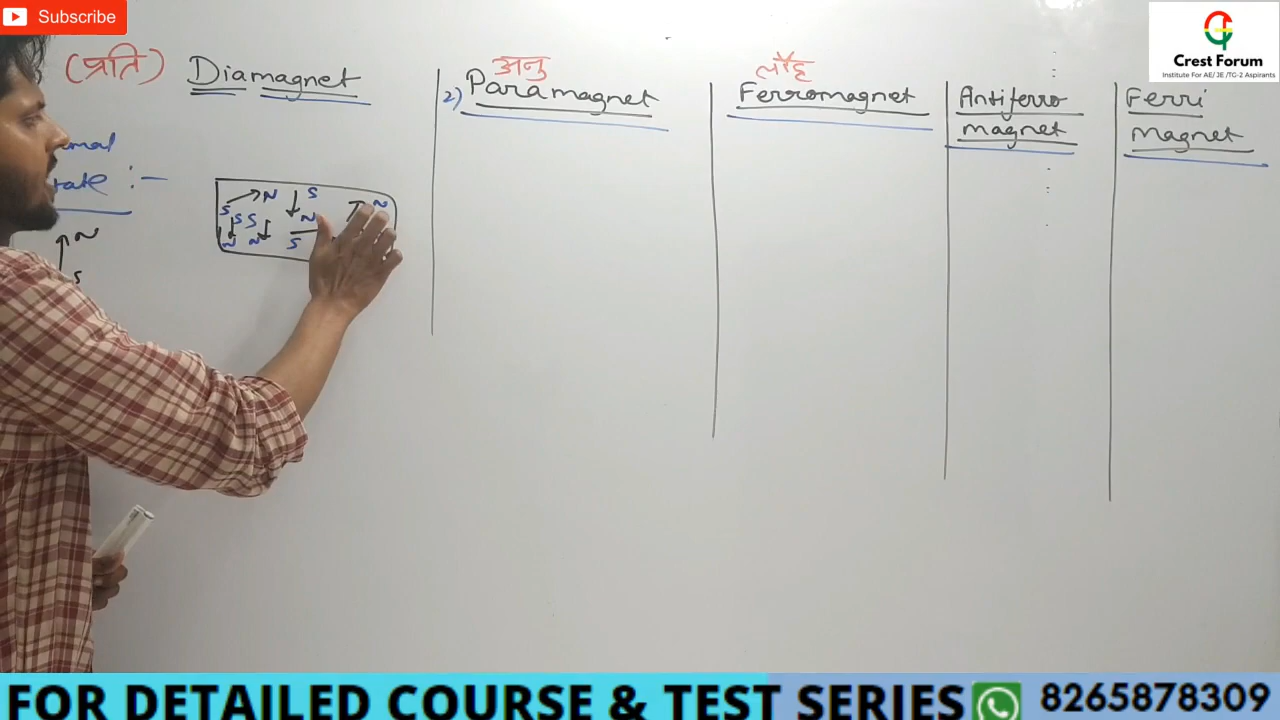 Subscribe
(प्रति) Diamagnet
अनु
2) Paramagnet
लौह
Ferromagnet
Antiferro
magnet
Ferri
Magnet
Crest Forum
Institute For AE/ JE /TG-2 Aspirants
:-
S N S
S S N N
N N S
N
S
FOR DETAILED COURSE & TEST SERIES 8265878309